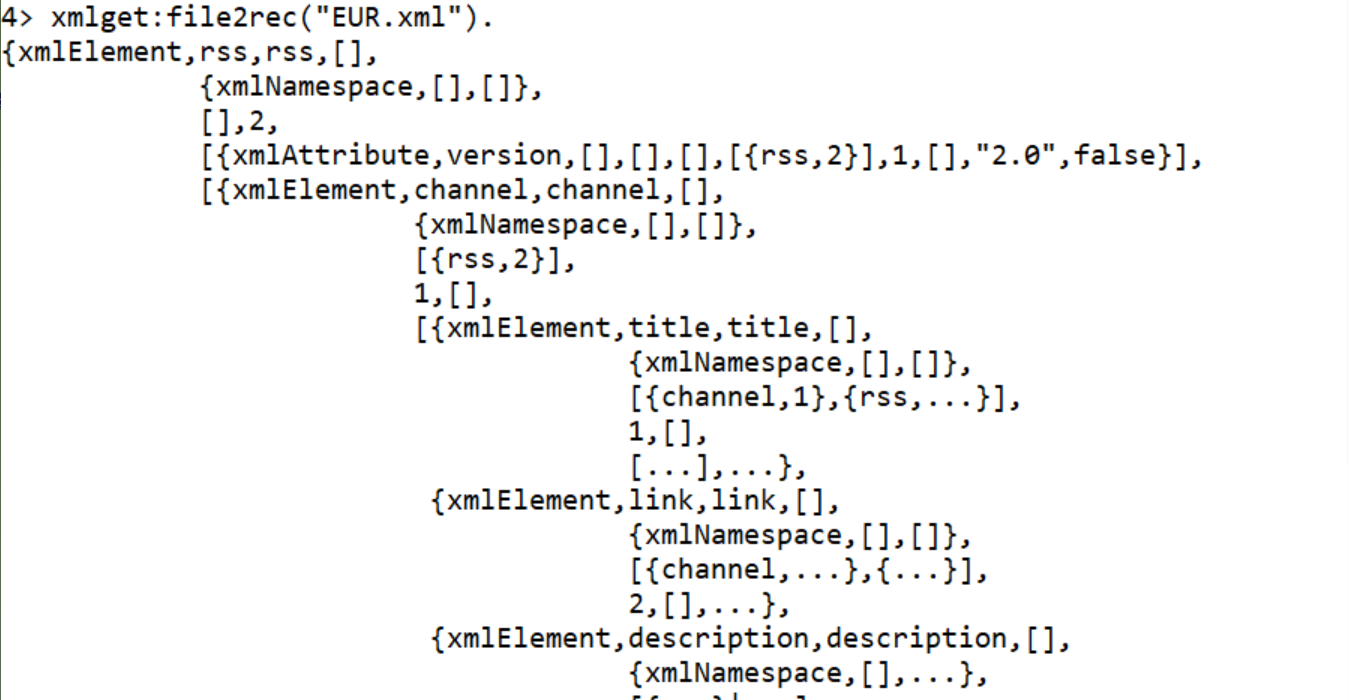 4> xmlget:file2rec("EUR.xml").
{xmlElement,rss,rss,[],
{xmlNamespace,[],[]},
[],2,
[{xmlAttribute,version,[],[],[],[{rss,2}],1,[],"2.0",false}],
[{xmlElement,channel,channel,[],
{xmlNamespace,[],[]},
[{rss,2}],
1,[],
[{xmlElement,title,title,[],
{xmlNamespace,[],[]},
[{channel,1},{rss,...}],
1,[],
[...],...},
{xmlElement,link,link,[],
{xmlNamespace,[],[]},
[{channel,...},{...}],
2,[],...},
{xmlElement,description,description,[],
{xmlNamespace,[],...},